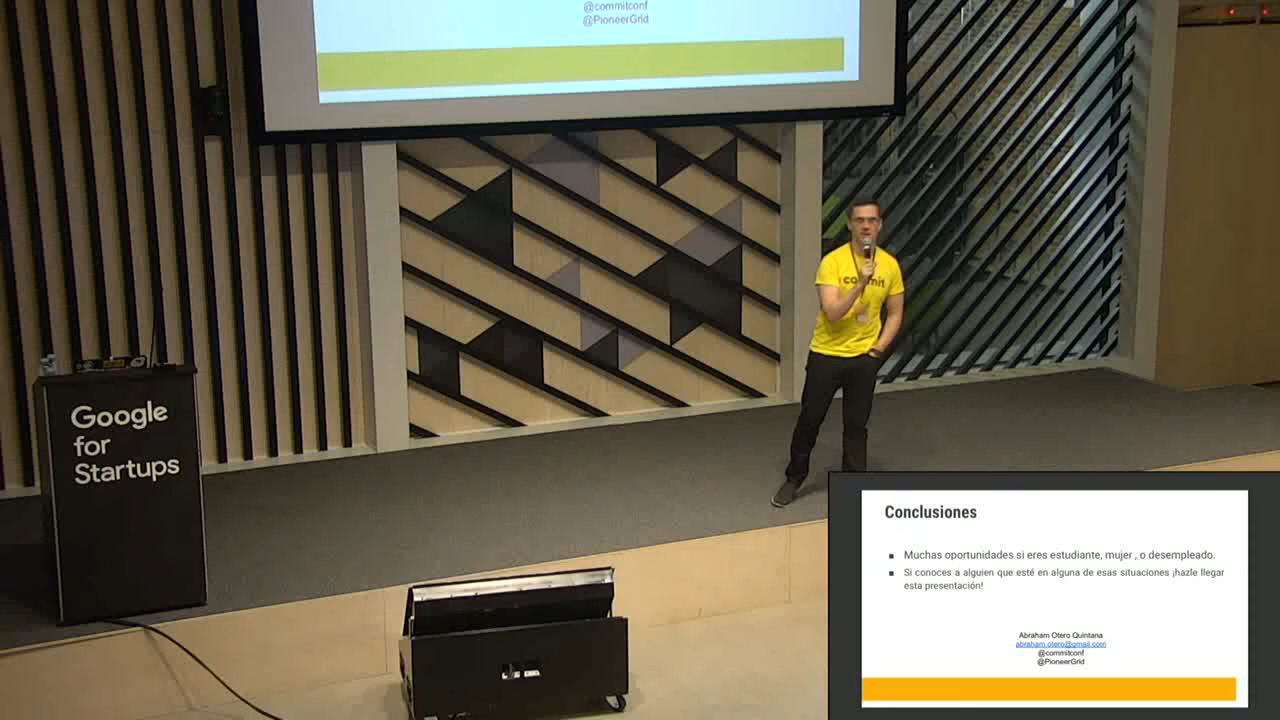 @commitconf
@PioneerGrid
commit
Google
for
Startups
Conclusiones
▪ Muchas oportunidades si eres estudiante, mujer , o desempleado.
▪ Si conoces a alguien que esté en alguna de esas situaciones ¡hazle llegar
esta presentación!
Abraham Otero Quintana
abraham.otero@gmail.com
@commitconf
@PioneerGrid